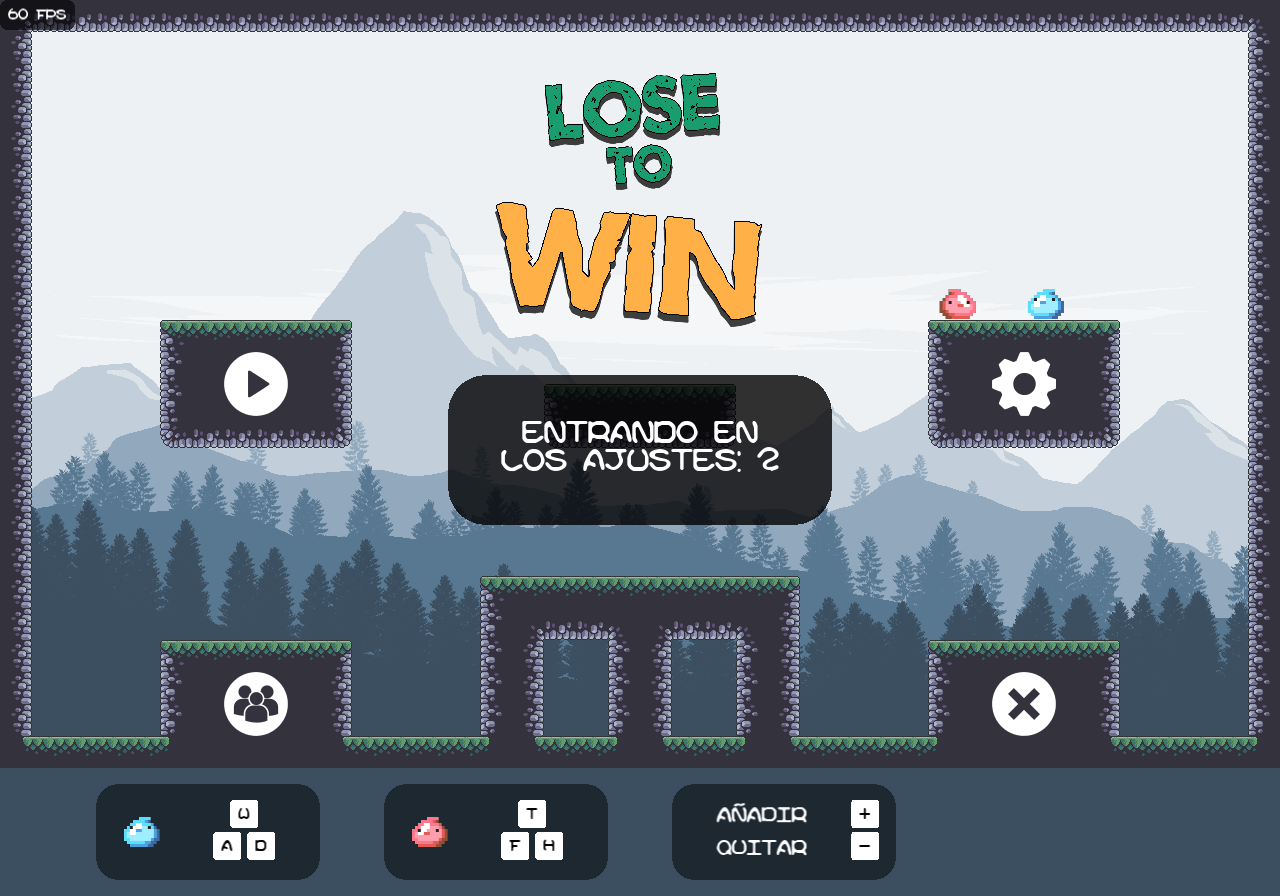 60 FPS
LOSE
TO
WIN
ENTRANDO EN
LOS AJUSTES: 2
W
A D
T
F H
AÑADIR +
QUITAR -